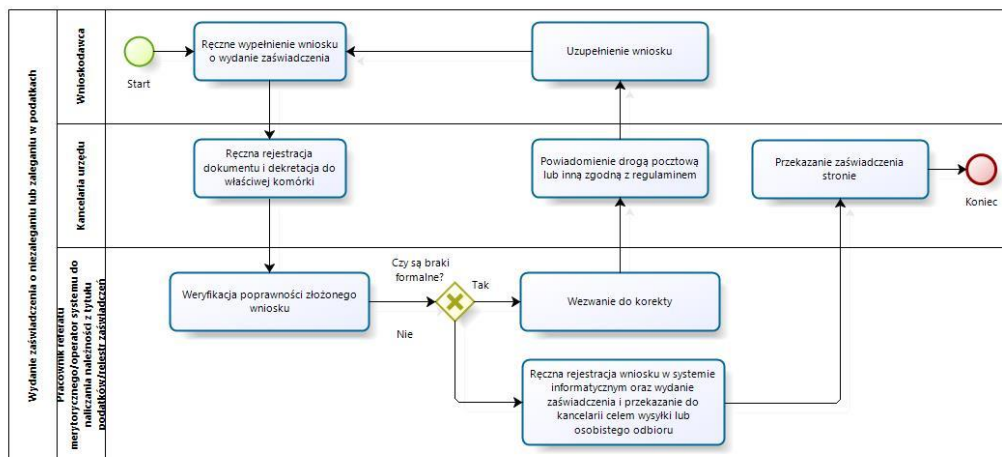 Wydanie zaświadczenia o niezaleganiu lub zaleganiu w podatkach
Wnioskodawca
Start
Ręczne wypełnienie wniosku
o wydanie zaświadczenia
Uzupełnienie wniosku
Kancelaria urzędu
Ręczna rejestracja
dokumentu i dekretacja do
właściwej komórki
Powiadomienie drogą pocztową
lub inną zgodną z regulaminem
Przekazanie zaświadczenia
stronie
Koniec
Pracownik referatu
merytorycznego/operator systemu do
naliczania należności z tytułu
podatków/rejestr zaświadczeń
Weryfikacja poprawności złożonego
wniosku
Czy są braki
formalne?
Tak
Nie
Wezwanie do korekty
Ręczna rejestracja wniosku w systemie
informatycznym oraz wydanie
zaświadczenia i przekazanie do
kancelarii celem wysyłki lub
osobistego odbioru